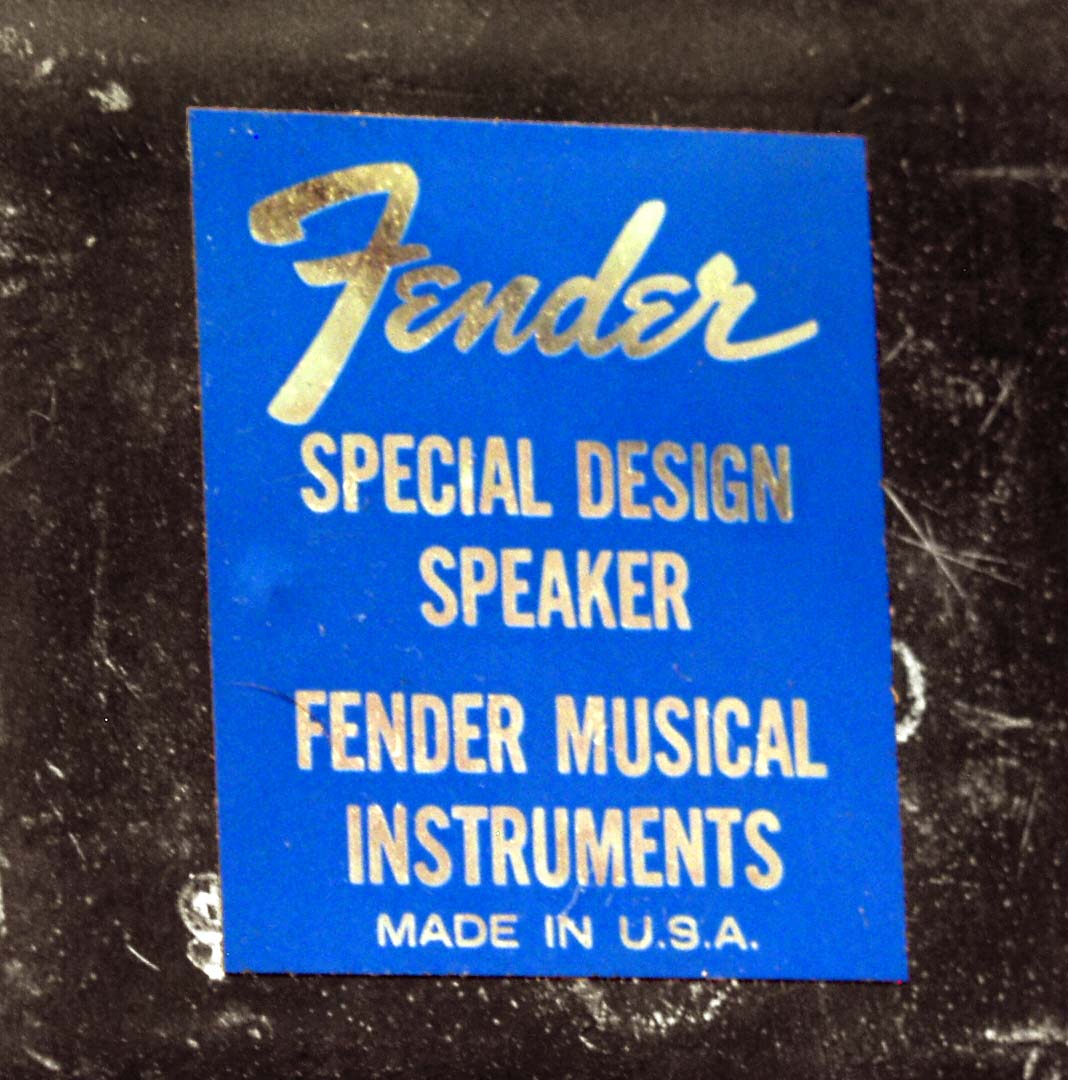 Fender
SPECIAL DESIGN
SPEAKER
FENDER MUSICAL
INSTRUMENTS
MADE IN U.S.A.